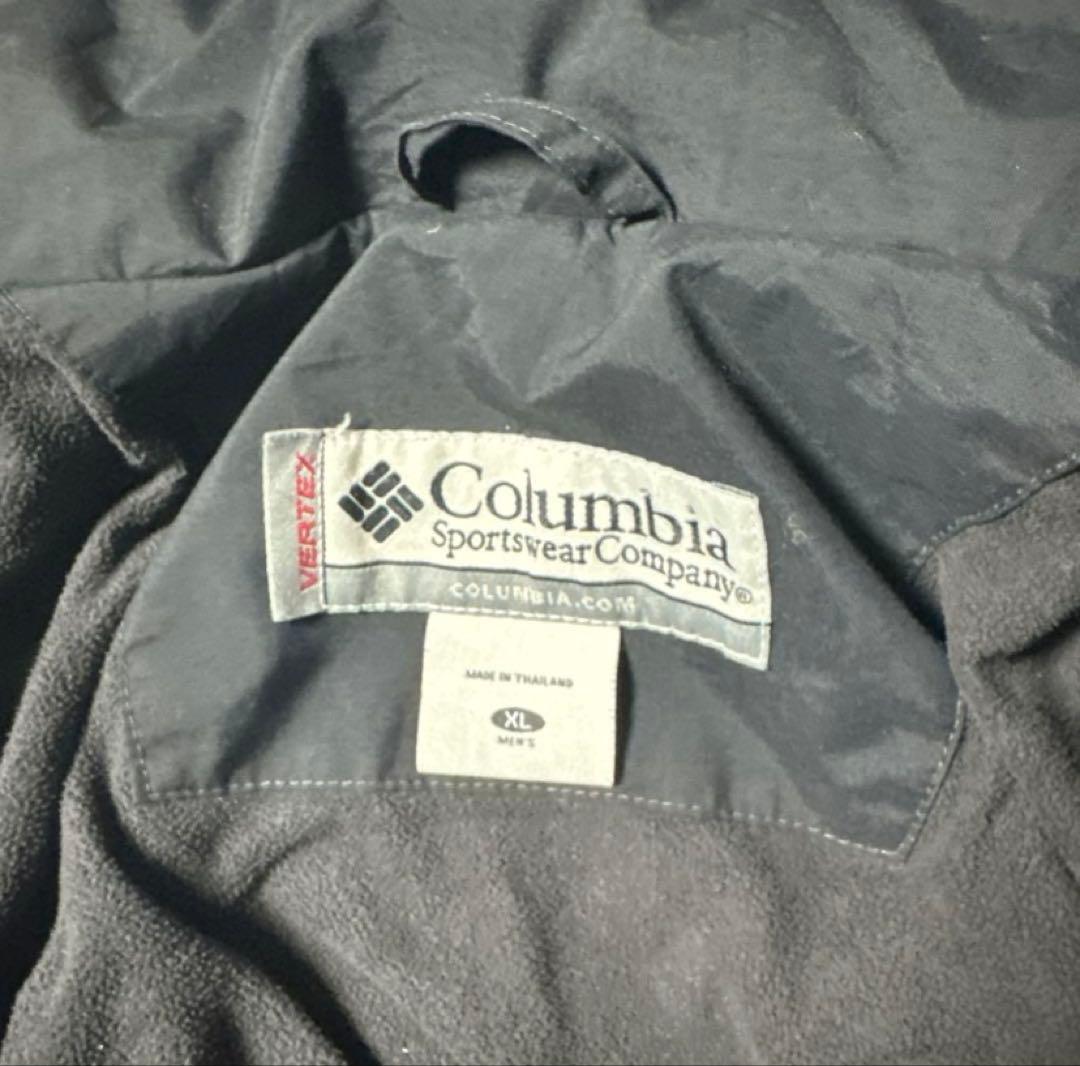 VERTEX
Columbia
Sportswear Company®
COLUMBIA.COM
MADE IN THAILAND
XL
MEN'S